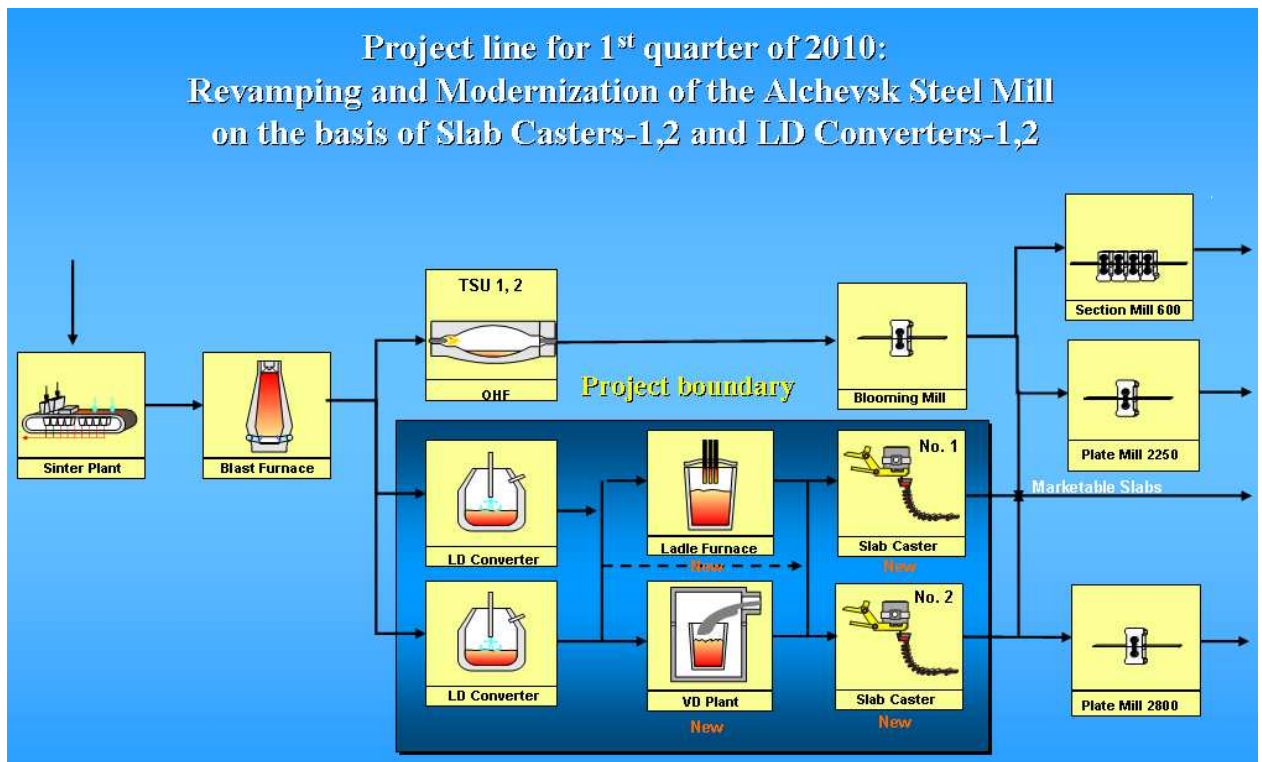 Project line for 1st quarter of 2010:
Revamping and Modernization of the Alchevsk Steel Mill
on the basis of Slab Casters-1,2 and LD Converters-1,2
Section Mill 600
TSU 1, 2
OHF
Blooming Mill
Project boundary
Sinter Plant
Blast Furnace
Plate Mill 2250
No. 1
Marketable Slabs
LD Converter
Ladle Furnace
New
Slab Caster
New
No. 2
LD Converter
VD Plant
New
Slab Caster
New
Plate Mill 2800